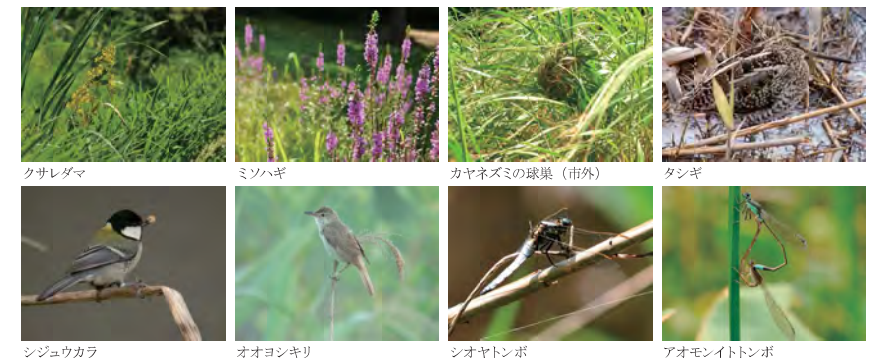 クサレダマ
ミソハギ
カヤネズミの球巣（市外）
タシギ
シジュウカラ
オオヨシキリ
シオヤトンボ
アオモンイトトンボ